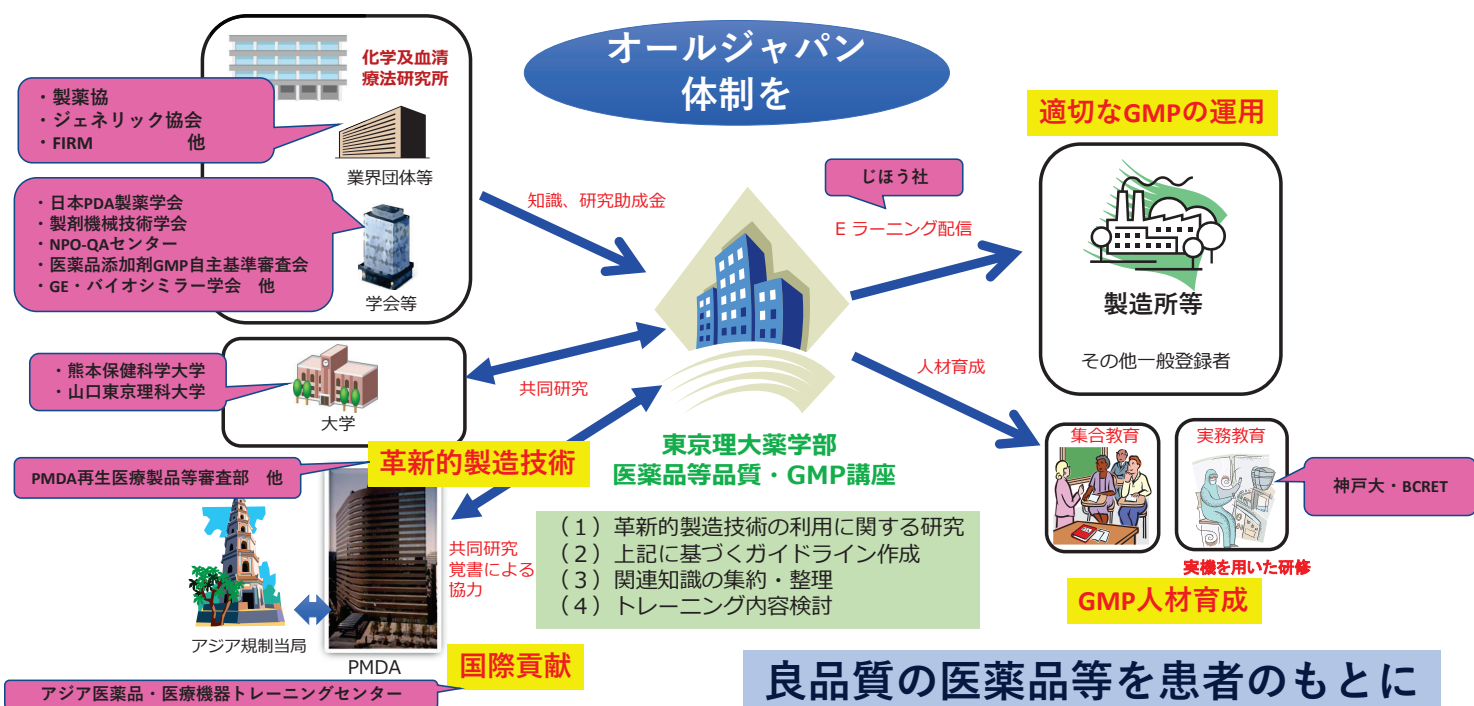 オールジャパン
体制を
化学及血清
療法研究所
・製薬協
・ジェネリック協会
・FIRM 他
業界団体等
・日本PDA製薬学会
・製剤機械技術学会
・NPO-QAセンター
・医薬品添加剤GMP自主基準審査会
・GE・バイオシミラー学会 他
学会等
知識、研究助成金
・熊本保健科学大学
・山口東京理科大学
大学
共同研究
PMDA再生医療製品等審査部 他
革新的製造技術
アジア規制当局
PMDA
共同研究
覚書による
協力
国際貢献
アジア医薬品・医療機器トレーニングセンター
東京理大薬学部
医薬品等品質・GMP講座
（1）革新的製造技術の利用に関する研究
（2）上記に基づくガイドライン作成
（3）関連知識の集約・整理
（4）トレーニング内容検討
じほう社
E ラーニング配信
適切なGMPの運用
製造所等
その他一般登録者
人材育成
集合教育
実務教育
神戸大・BCRET
実機を用いた研修
GMP人材育成
良品質の医薬品等を患者のもとに